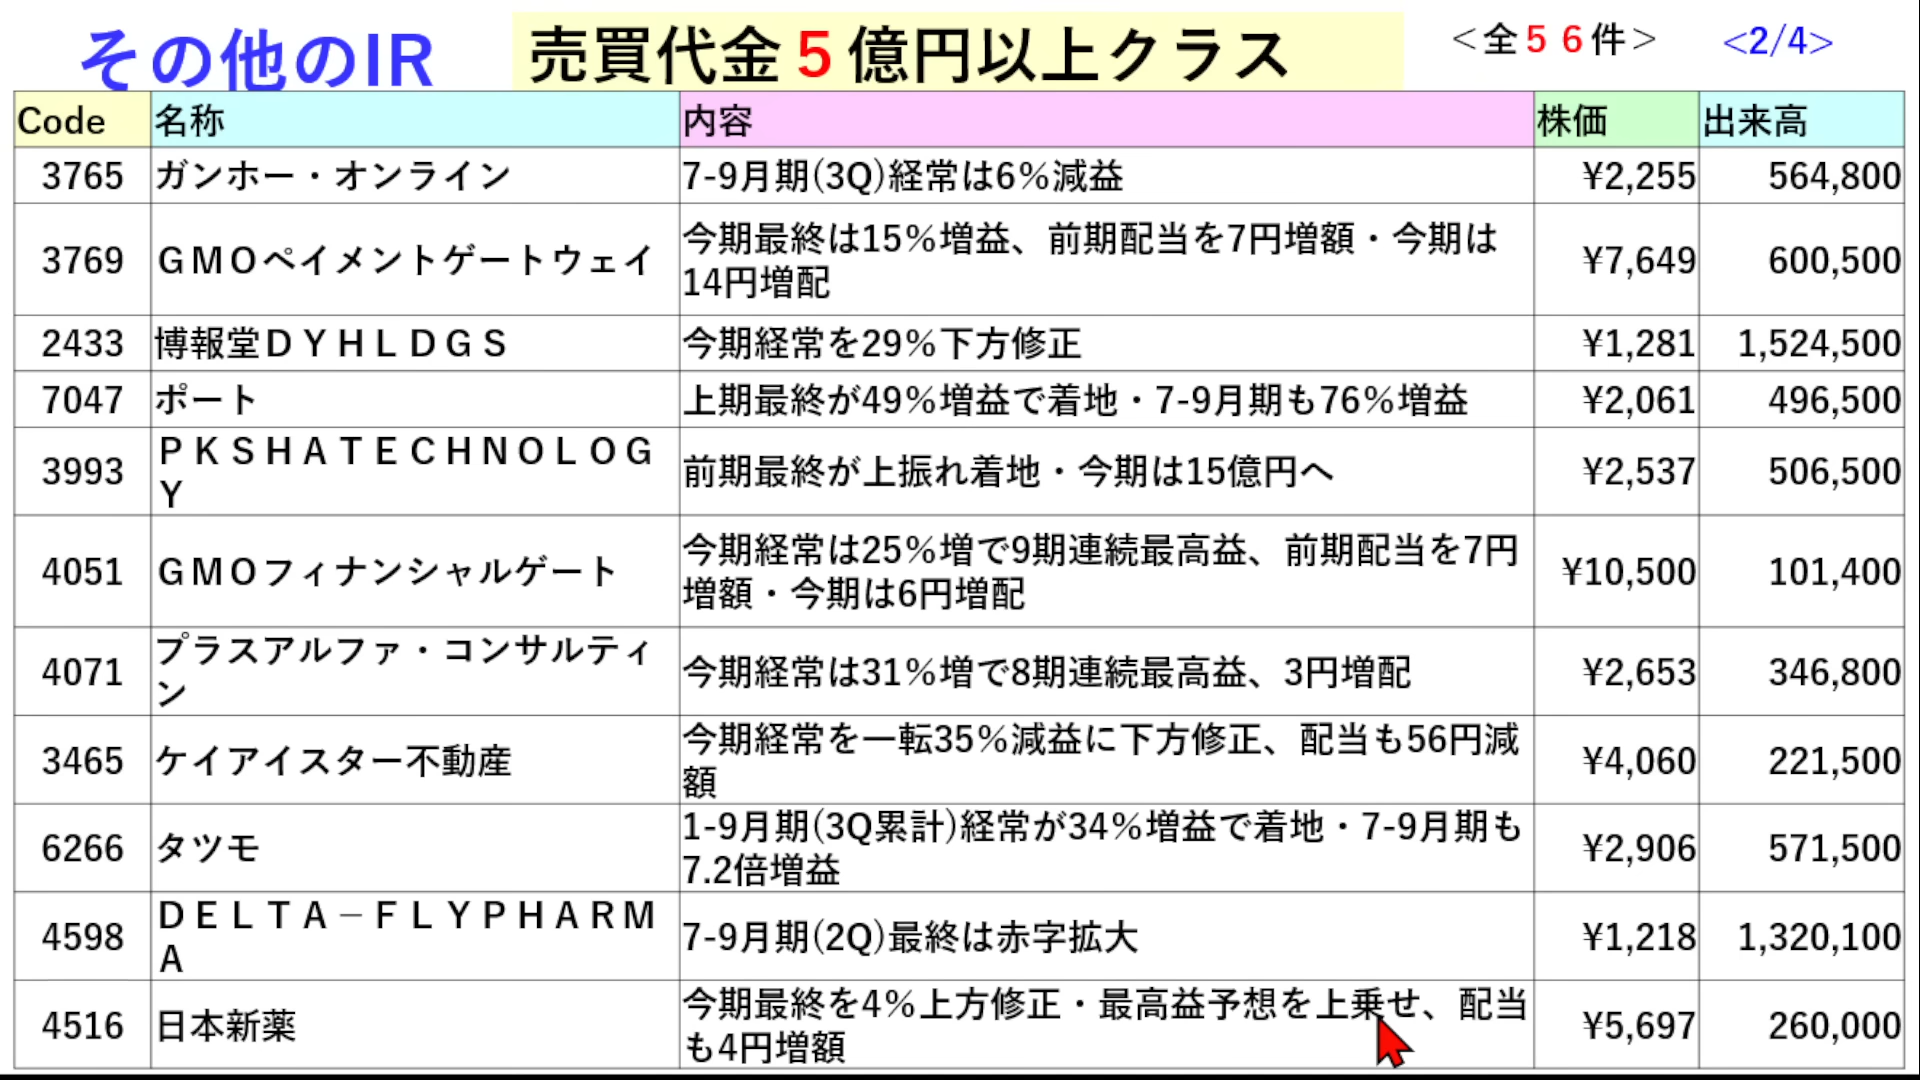 その他のIR 売買代金５億円以上クラス ＜全５６件＞ <2/4>
Code 名称 内容 株価 出来高
3765 ガンホー・オンライン 7-9月期(3Q)経常は6%減益 ¥2,255 564,800
3769 ＧＭＯペイメントゲートウェイ 今期最終は15%増益、前期配当を7円増額・今期は
14円増配 ¥7,649 600,500
2433 博報堂ＤＹＨＬＤＧＳ 今期経常を29%下方修正 ¥1,281 1,524,500
7047 ポート 上期最終が49%増益で着地・7-9月期も76%増益 ¥2,061 496,500
3993 ＰＫＳＨＡＴＥＣＨＮＯＬＯＧ
Ｙ 前期最終が上振れ着地・今期は15億円へ ¥2,537 506,500
4051 ＧＭＯフィナンシャルゲート 今期経常は25%増で9期連続最高益、前期配当を7円
増額・今期は6円増配 ¥10,500 101,400
4071 プラスアルファ・コンサルティ
ン 今期経常は31%増で8期連続最高益、3円増配 ¥2,653 346,800
3465 ケイアイスター不動産 今期経常を一転35%減益に下方修正、配当も56円減
額 ¥4,060 221,500
6266 タツモ 1-9月期(3Q累計)経常が34%増益で着地・7-9月期も
7.2倍増益 ¥2,906 571,500
4598 ＤＥＬＴＡ－ＦＬＹＰＨＡＲＭ
Ａ 7-9月期(2Q)最終は赤字拡大 ¥1,218 1,320,100
4516 日本新薬 今期最終を4%上方修正・最高益予想を上乗せ、配当
も4円増額 ¥5,697 260,000